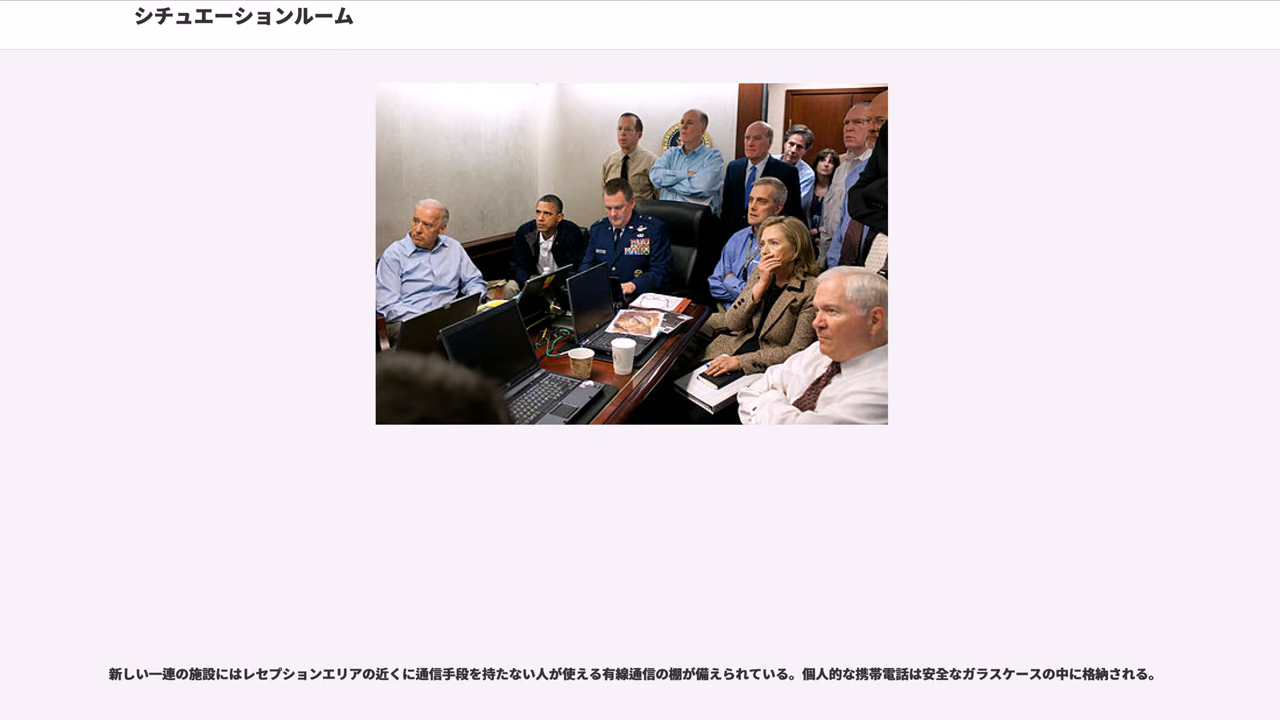 シチュエーションルーム
新しい一連の施設にはレセプションエリアの近くに通信手段を持たない人が使える有線通信の棚が備えられている。個人的な携帯電話は安全なガラスケースの中に格納される。